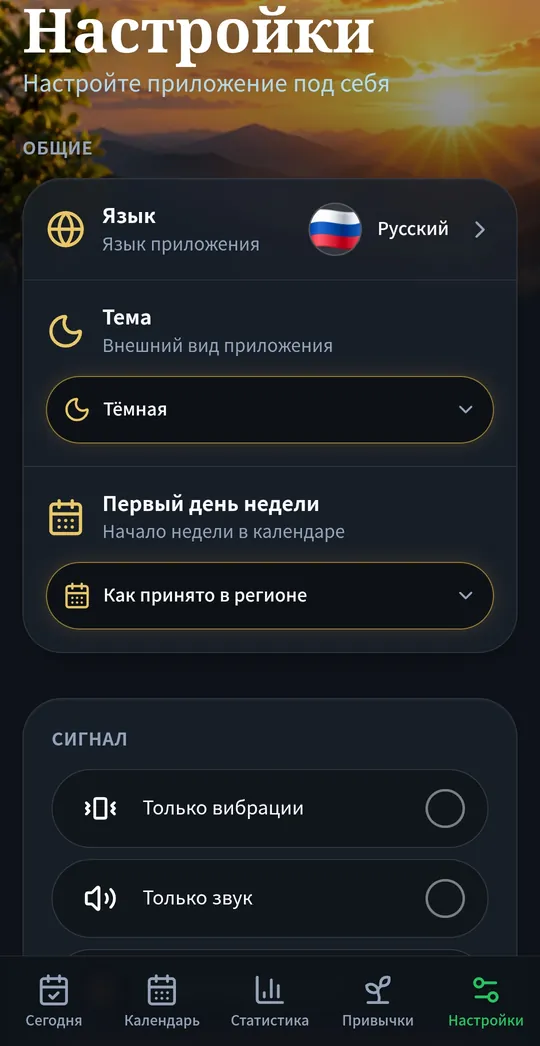 Настройки
Настройте приложение под себя
ОБЩИЕ
Язык
Язык приложения
Русский
Тема
Внешний вид приложения
Тёмная
Первый день недели
Начало недели в календаре
Как принято в регионе
СИГНАЛ
Только вибрации
Только звук
Сегодня
Календарь
Статистика
Привычки
Настройки